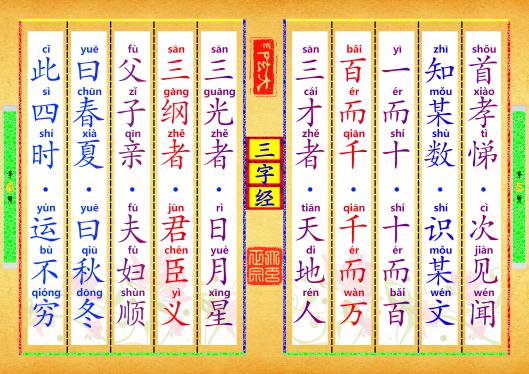 shǒu xiào tì cì jiàn wén
首孝悌·次见闻
zhī mǒu shù shí mǒu wén
知某数·识某文
yī ér shí shí ér bǎi
一而十·十而百
bǎi ér qiān qiān ér wàn
百而千·千而万
sān cái zhě tiān dì rén
三才者·天地人
三字经
sān guāng zhě rì yuè xīng
三光者·日月星
sān gāng zhě jūn chén yì
三纲者·君臣义
fù zǐ qīn fū fù shùn
父子亲·夫妇顺
yuē chūn xià yuē qiū dōng
曰春夏·曰秋冬
cǐ sì shí yùn bù qióng
此四时·运不穷